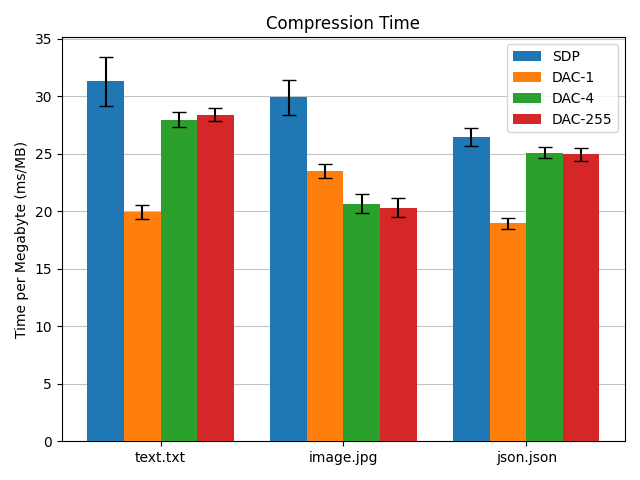 Compression Time
Time per Megabyte (ms/MB)
35
30
25
20
15
10
5
0
SDP
DAC-1
DAC-4
DAC-255
text.txt
image.jpg
json.json